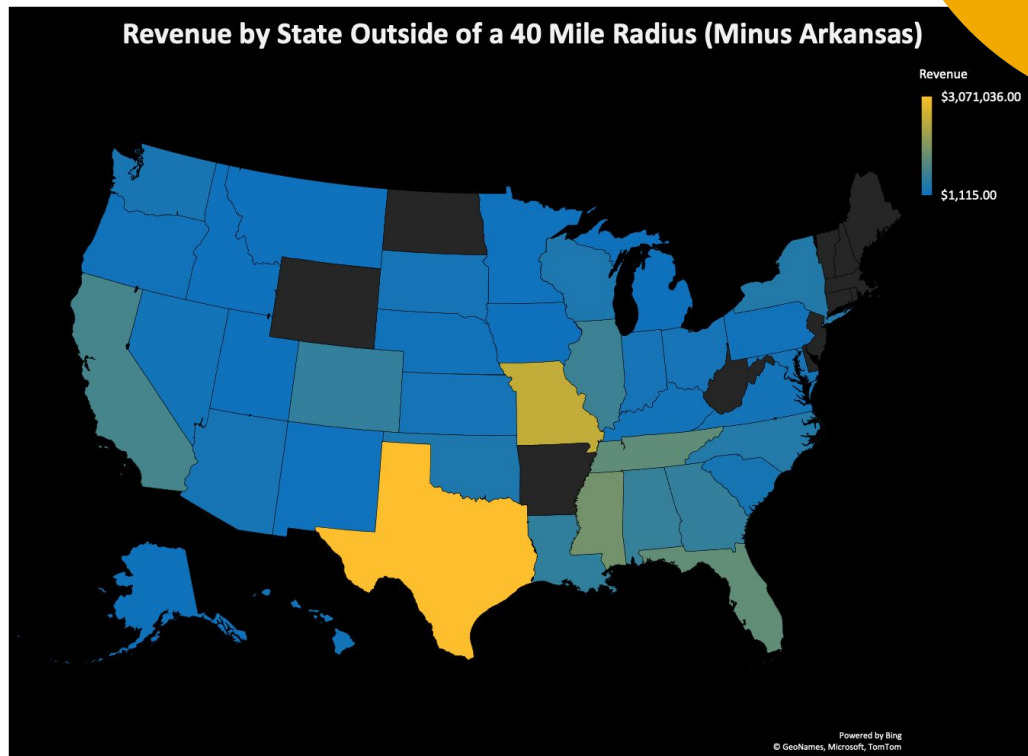 Revenue by State Outside of a 40 Mile Radius (Minus Arkansas)
Revenue
$3,071,036.00
$1,115.00
Powered by Bing
© GeoNames, Microsoft, TomTom